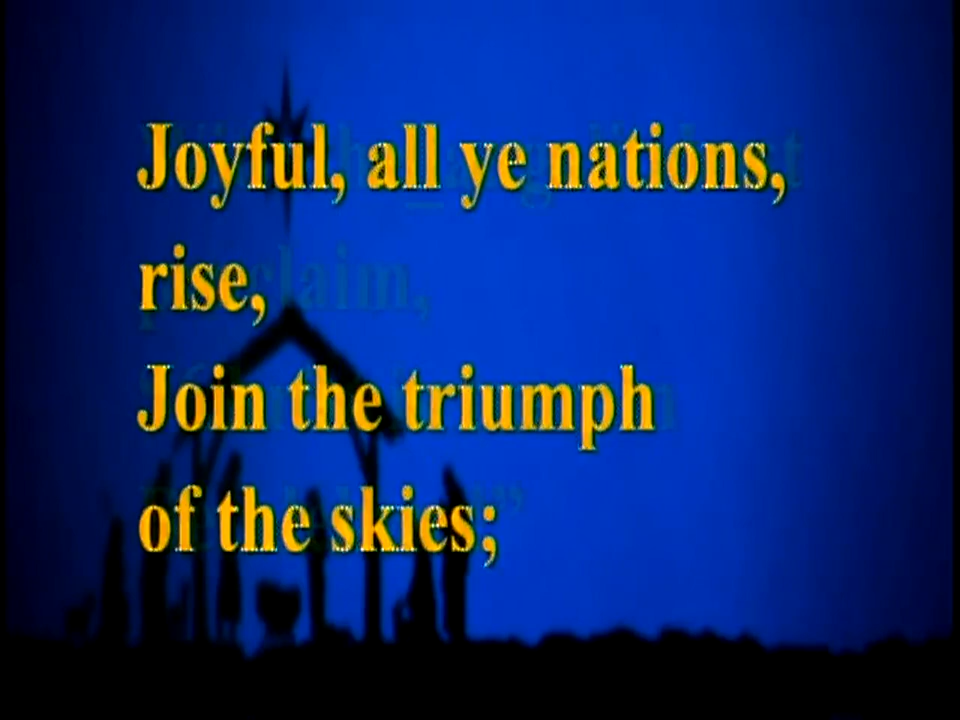 Joyful, all ye nations,
rise,
Join the triumph
of the skies;